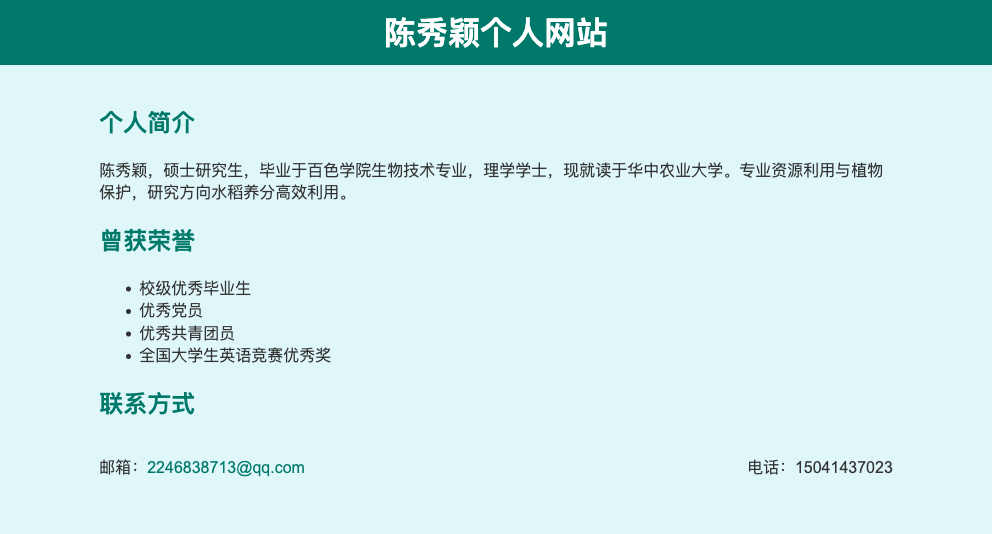 陈秀颖个人网站
个人简介
陈秀颖，硕士研究生，毕业于百色学院生物技术专业，理学学士，现就读于华中农业大学。专业资源利用与植物
保护，研究方向水稻养分高效利用。
曾获荣誉
• 校级优秀毕业生
• 优秀党员
• 优秀共青团员
• 全国大学生英语竞赛优秀奖
联系方式
邮箱：2246838713@qq.com 电话：15041437023